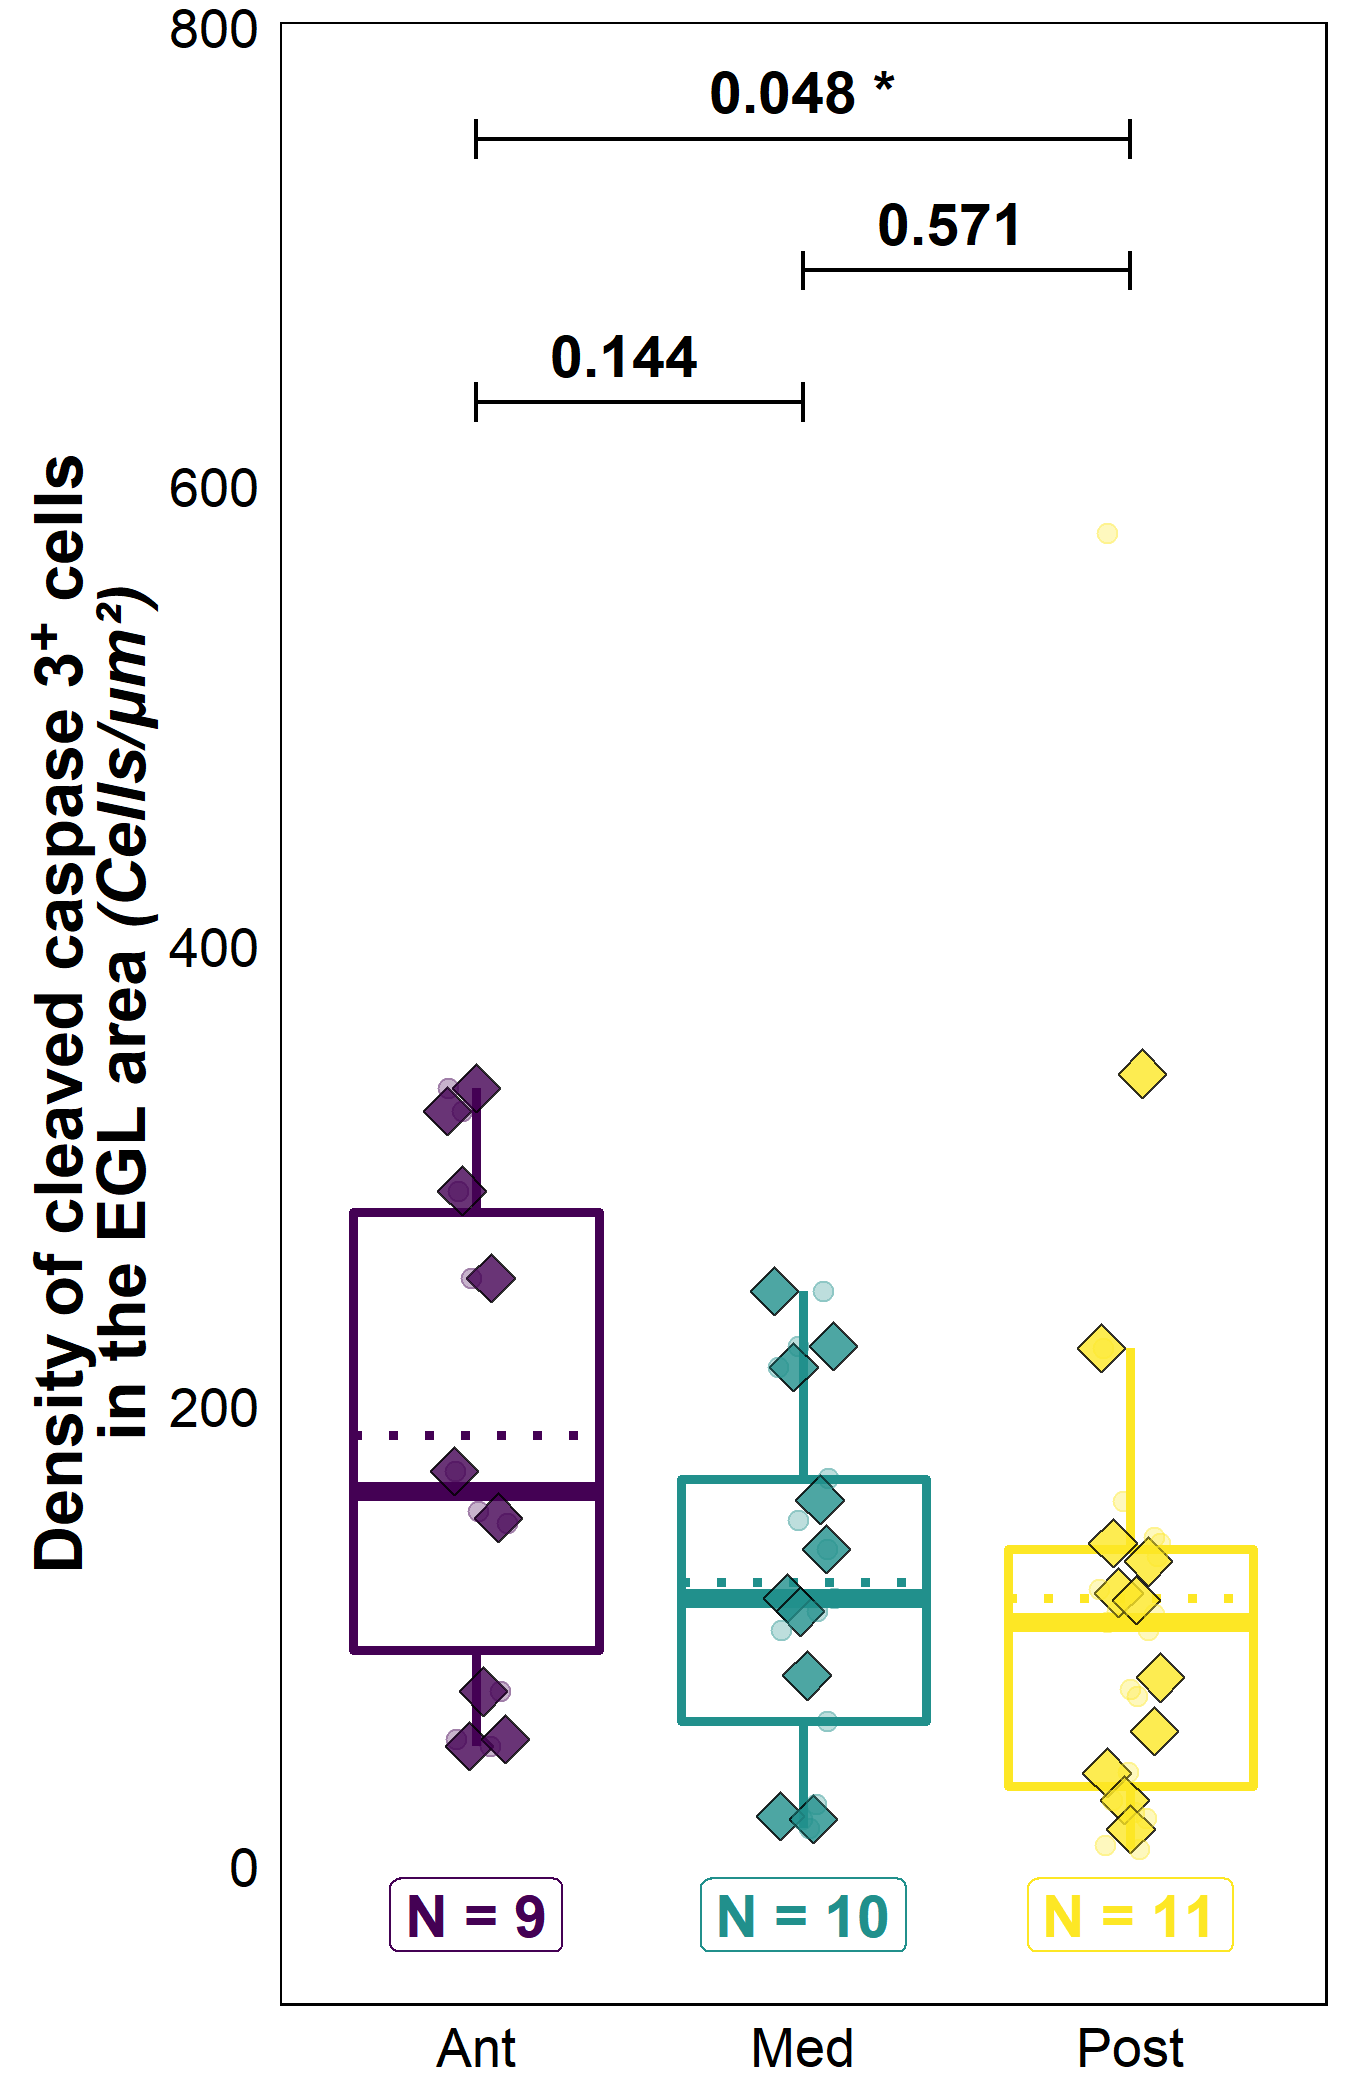 Density of cleaved caspase 3⁺ cells
in the EGL area (Cells/µm²)
800
600
400
200
0
0.048 *
0.571
0.144
N = 9
N = 10
N = 11
Ant
Med
Post